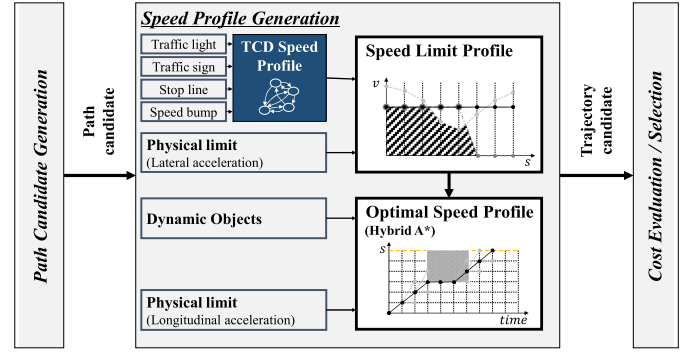 Path Candidate Generation
Path
candidate
Speed Profile Generation
Traffic light
Traffic sign
Stop line
Speed bump
TCD Speed
Profile
Physical limit
(Lateral acceleration)
Dynamic Objects
Physical limit
(Longitudinal acceleration)
Speed Limit Profile
v
s
Optimal Speed Profile
(Hybrid A*)
s
time
Trajectory
candidate
Cost Evaluation / Selection